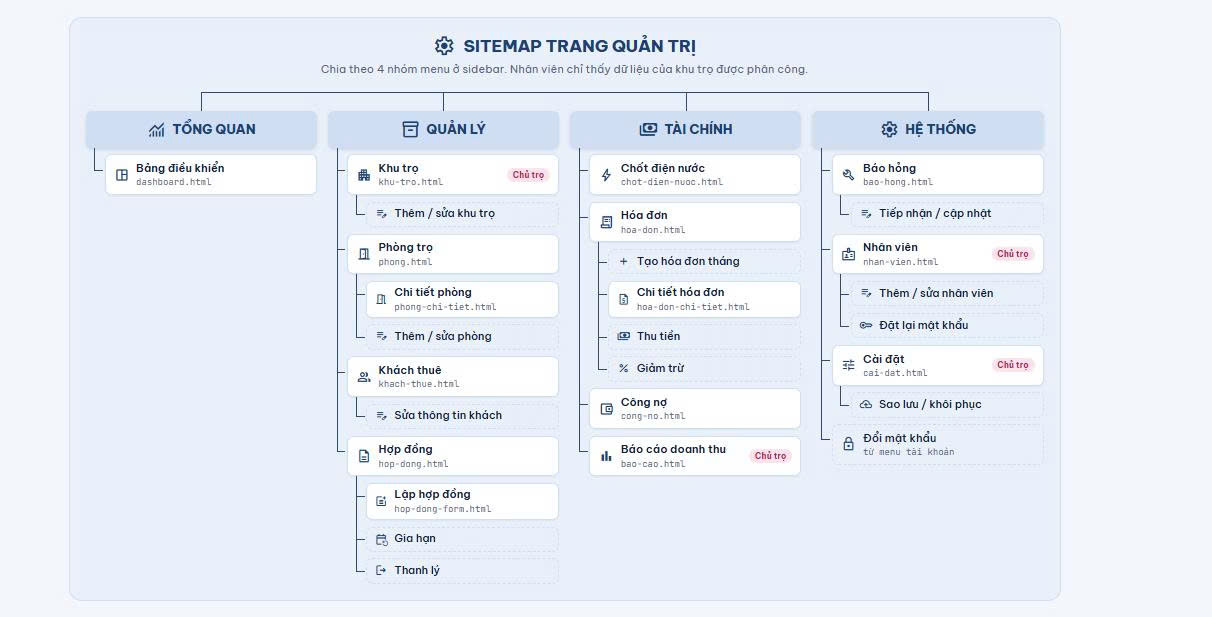 SITEMAP TRANG QUẢN TRỊ
Chia theo 4 nhóm menu ở sidebar. Nhân viên chỉ thấy dữ liệu của khu trọ được phân công.
TỔNG QUAN
Bảng điều khiển
dashboard.html
QUẢN LÝ
Khu trọ
khu-tro.html
Chủ trọ
Thêm / sửa khu trọ
Phòng trọ
phong.html
Chi tiết phòng
phong-chi-tiet.html
Thêm / sửa phòng
Khách thuê
khach-thue.html
Sửa thông tin khách
Hợp đồng
hop-dong.html
Lập hợp đồng
hop-dong-form.html
Gia hạn
Thanh lý
TÀI CHÍNH
Chốt điện nước
chot-dien-nuoc.html
Hóa đơn
hoa-don.html
Tạo hóa đơn tháng
Chi tiết hóa đơn
hoa-don-chi-tiet.html
Thu tiền
Giảm trừ
Công nợ
cong-no.html
Báo cáo doanh thu
bao-cao.html
Chủ trọ
HỆ THỐNG
Báo hỏng
bao-hong.html
Tiếp nhận / cập nhật
Nhân viên
nhan-vien.html
Chủ trọ
Thêm / sửa nhân viên
Đặt lại mật khẩu
Cài đặt
cai-dat.html
Chủ trọ
Sao lưu / khôi phục
Đổi mật khẩu
từ menu tài khoản